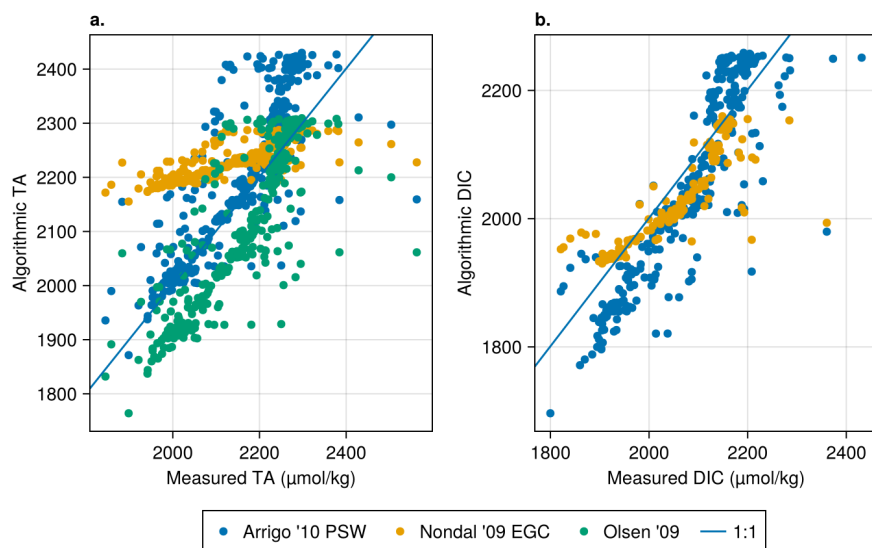 a.
Algorithmic TA
2400
2300
2200
2100
2000
1900
1800
2000 2200 2400
Measured TA (μmol/kg)
b.
Algorithmic DIC
2200
2000
1800
1800 2000 2200 2400
Measured DIC (μmol/kg)
Arrigo '10 PSW Nondal '09 EGC Olsen '09 1:1